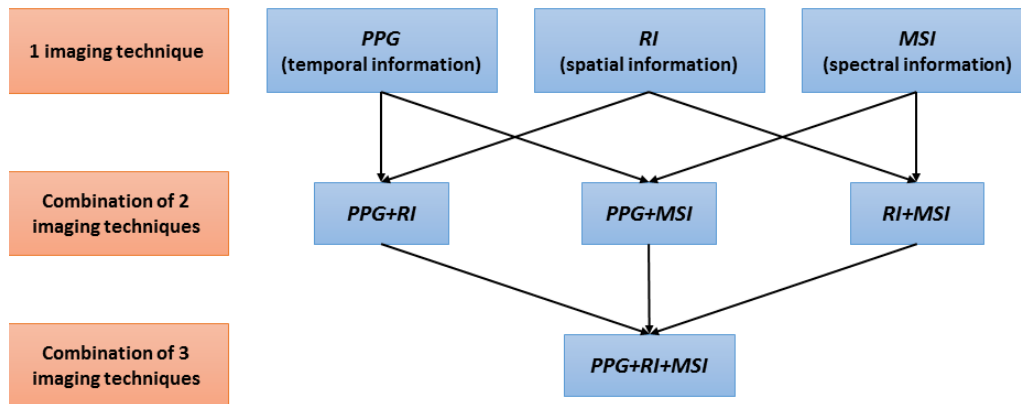 1 imaging technique
PPG
(temporal information)
RI
(spatial information)
MSI
(spectral information)
Combination of 2
imaging techniques
PPG+RI
PPG+MSI
RI+MSI
Combination of 3
imaging techniques
PPG+RI+MSI